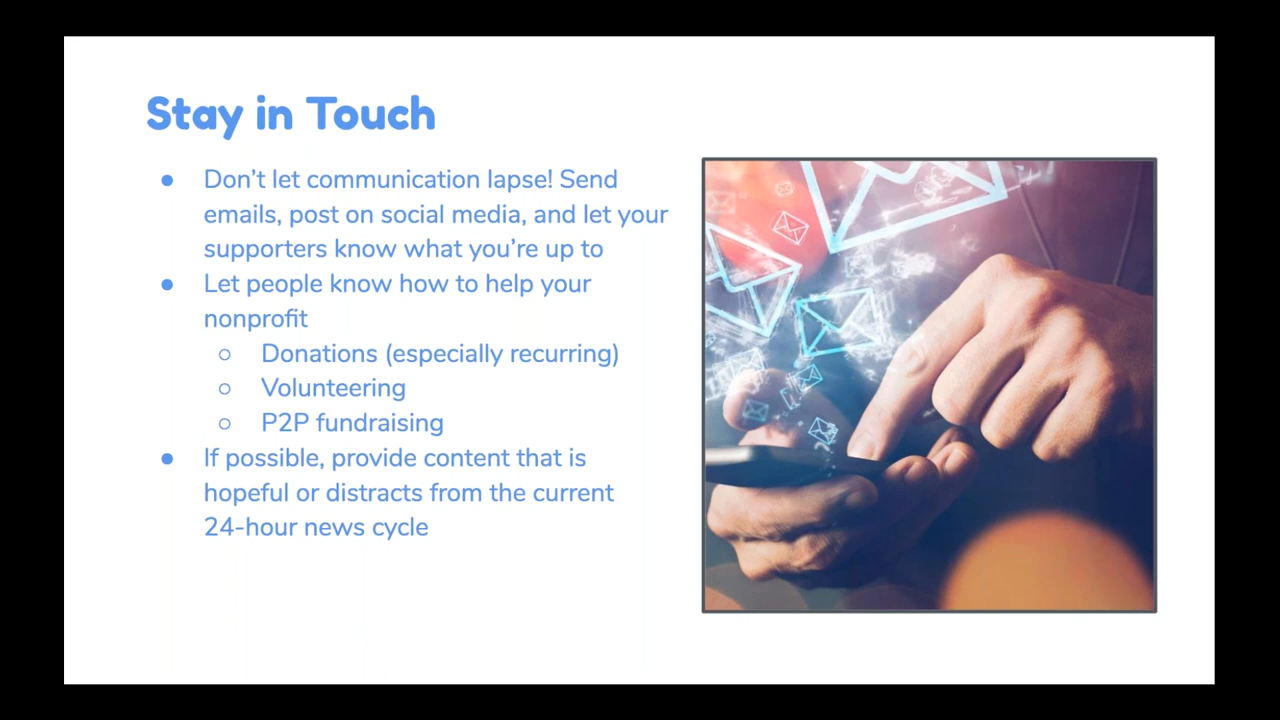 Stay in Touch
● Don’t let communication lapse! Send
emails, post on social media, and let your
supporters know what you’re up to
● Let people know how to help your
nonprofit
○ Donations (especially recurring)
○ Volunteering
○ P2P fundraising
● If possible, provide content that is
hopeful or distracts from the current
24-hour news cycle